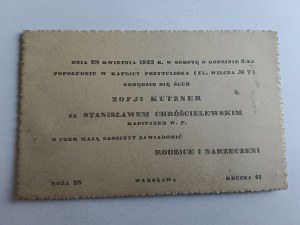 DNIA 28 KWIETNIA 1923 R. W SOBOTĘ O GODZINIE 5-EJ
POPOŁUDNIU W KAPLICY PRZYTULISKA (UL. WILCZA № 7)
ODBĘDZIE SIĘ ŚLUB
ZOFJI KUTZNER
ZE STANISŁAWEM CHRÓŚCIELEWSKIM
KAPITANEM W. P.
O CZEM MAJĄ ZASZCZYT ZAWIADOMIĆ
RODZICE I NARZECZENI
HOŻA 39 WARSZAWA KRUCZA 41